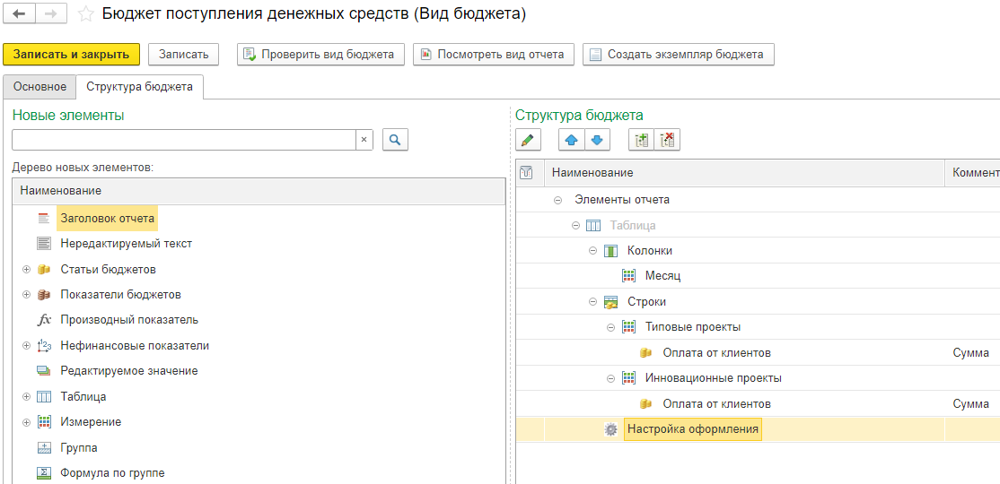 Бюджет поступления денежных средств (Вид бюджета)
Записать и закрыть Записать Проверить вид бюджета Посмотреть вид отчета Создать экземпляр бюджета
Основное Структура бюджета
Новые элементы
×
Дерево новых элементов:
Наименование
Заголовок отчета
Нередактируемый текст
Статьи бюджетов
Показатели бюджетов
fx Производный показатель
Нефинансовые показатели
Редактируемое значение
Таблица
Измерение
Группа
Формула по группе
Структура бюджета
Наименование Коммент
Элементы отчета
Таблица
Колонки
Месяц
Строки
Типовые проекты
Оплата от клиентов Сумма
Инновационные проекты
Оплата от клиентов Сумма
Настройка оформления